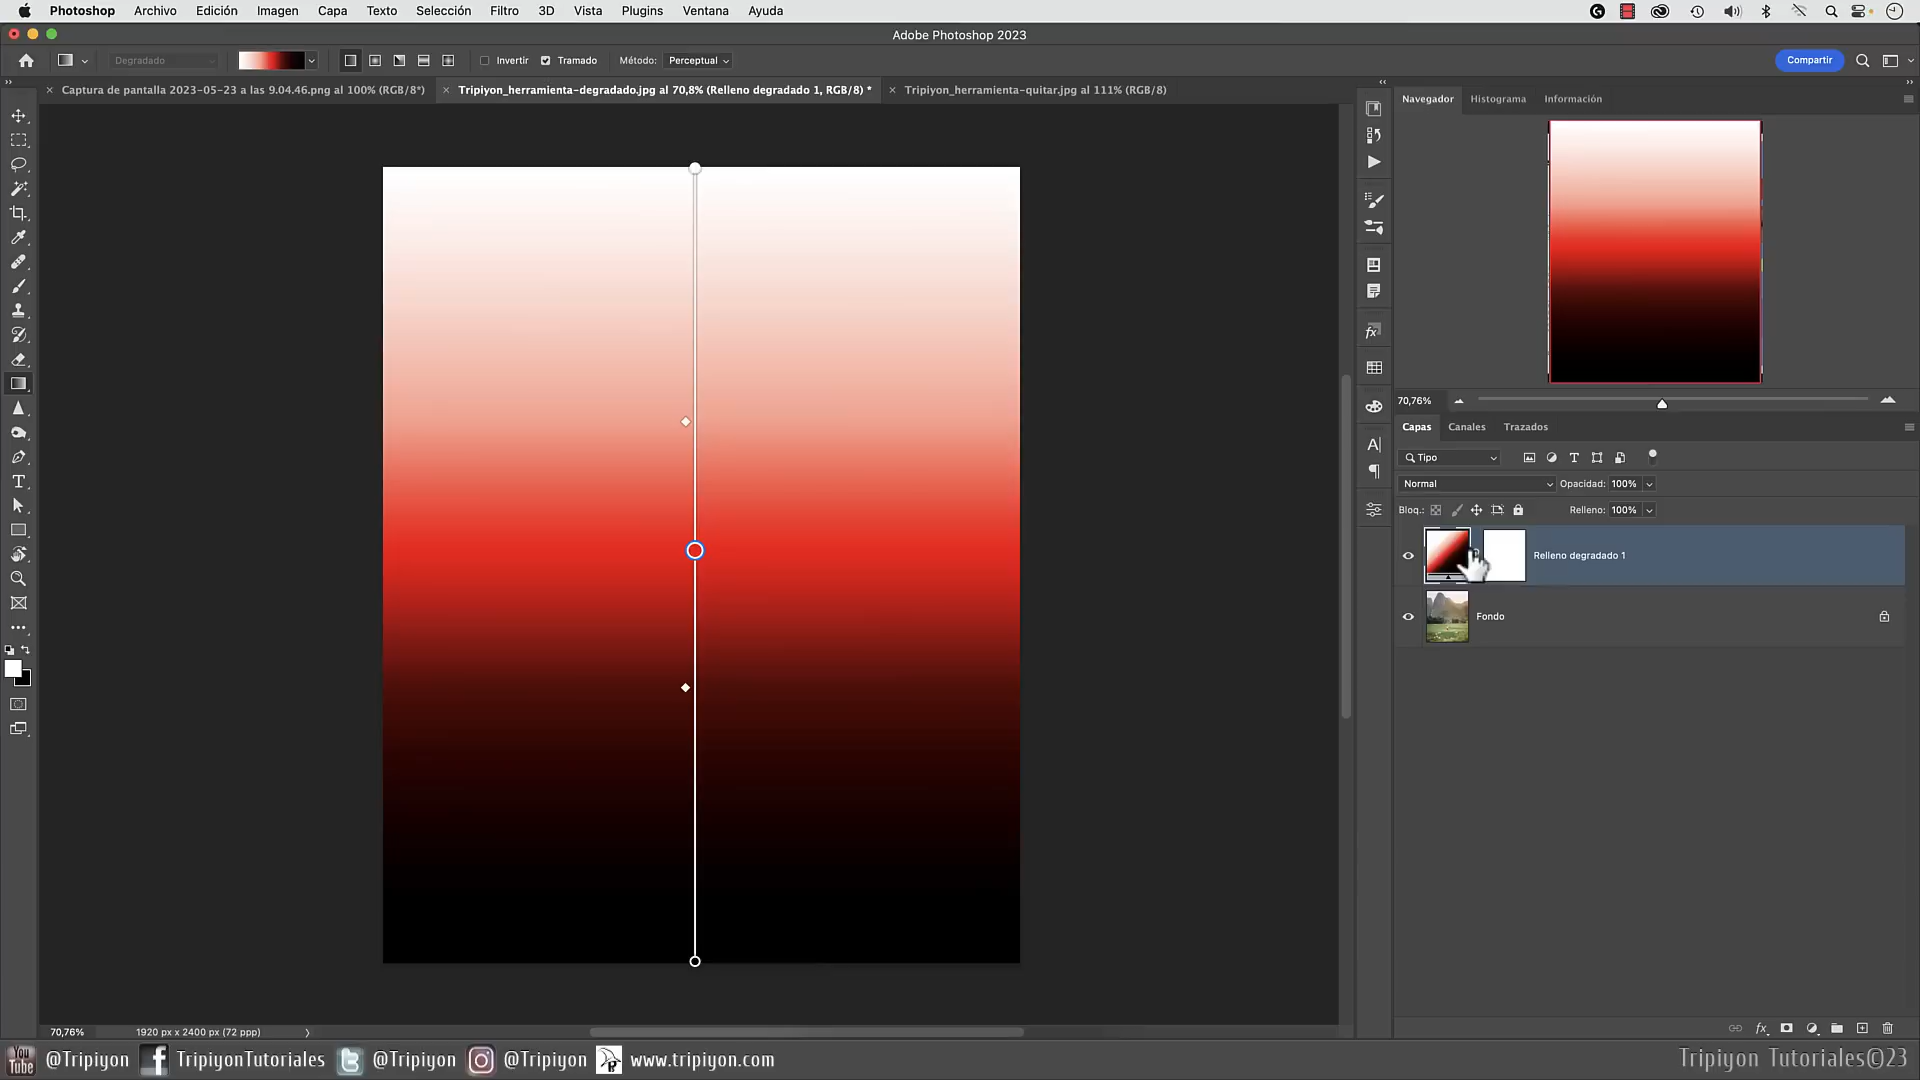 Photoshop Archivo Edición Imagen Capa Texto Selección Filtro 3D Vista Plugins Ventana Ayuda
Adobe Photoshop 2023
Degradado Invertir Tramado Método: Perceptual Compartir
Captura de pantalla 2023-05-23 a las 9.04.46.png al 100% (RGB/8*)
Tripiyon_herramienta-degradado.jpg al 70,8% (Relleno degradado 1, RGB/8) *
Tripiyon_herramienta-quitar.jpg al 111% (RGB/8)
Navegador Histograma Información
70,76%
Capas Canales Trazados
Tipo
Normal Opacidad: 100%
Bloq.: Relleno: 100%
Relleno degradado 1
Fondo
70,76% 1920 px x 2400 px (72 ppp)
You Tube @Tripiyon TripiyonTutoriales @Tripiyon @Tripiyon www.tripiyon.com
Tripiyon Tutoriales©23